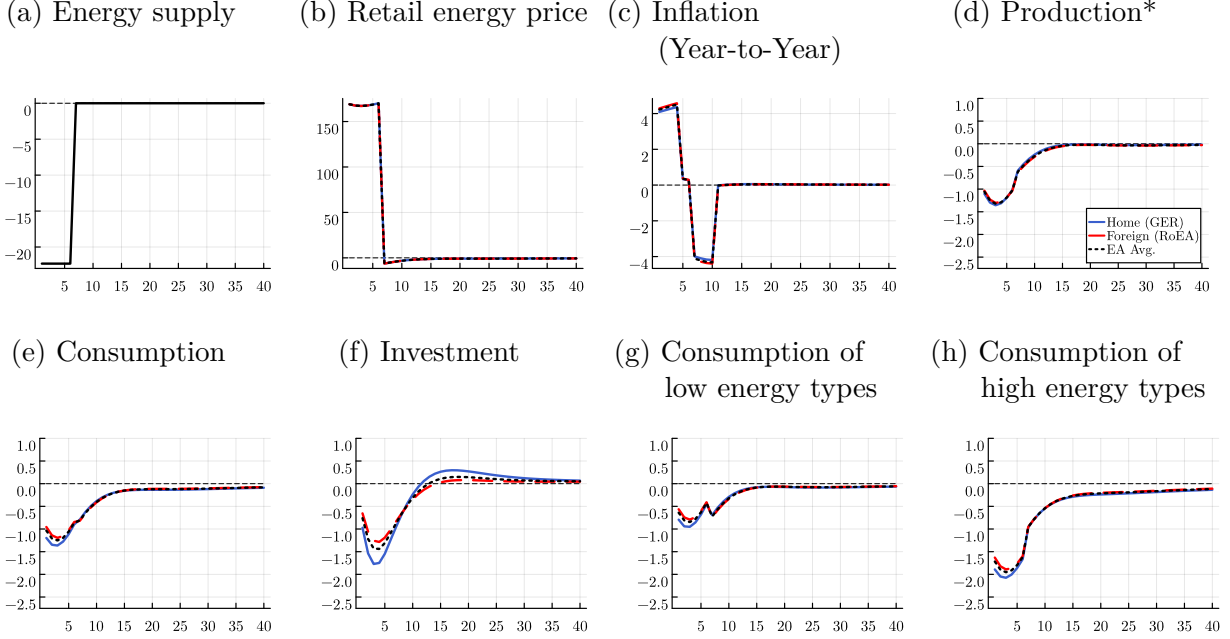 (a) Energy supply
(b) Retail energy price
(c) Inflation
(Year-to-Year)
(d) Production*
0
−5
−10
−15
−20
5 10 15 20 25 30 35 40
150
100
50
0
5 10 15 20 25 30 35 40
4
2
0
−2
−4
5 10 15 20 25 30 35 40
1.0
0.5
0.0
−0.5
−1.0
−1.5
−2.0
−2.5
Home (GER)
Foreign (RoEA)
EA Avg.
5 10 15 20 25 30 35 40
(e) Consumption
(f) Investment
(g) Consumption of
low energy types
(h) Consumption of
high energy types
1.0
0.5
0.0
−0.5
−1.0
−1.5
−2.0
−2.5
5 10 15 20 25 30 35 40
1.0
0.5
0.0
−0.5
−1.0
−1.5
−2.0
−2.5
5 10 15 20 25 30 35 40
1.0
0.5
0.0
−0.5
−1.0
−1.5
−2.0
−2.5
5 10 15 20 25 30 35 40
1.0
0.5
0.0
−0.5
−1.0
−1.5
−2.0
−2.5
5 10 15 20 25 30 35 40